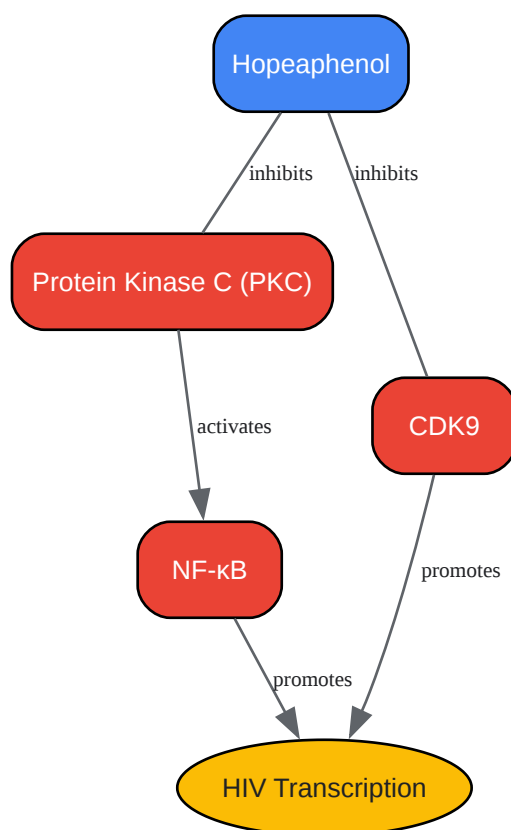 Hopeaphenol
inhibits
inhibits
Protein Kinase C (PKC)
CDK9
activates
NF-κB
promotes
promotes
HIV Transcription